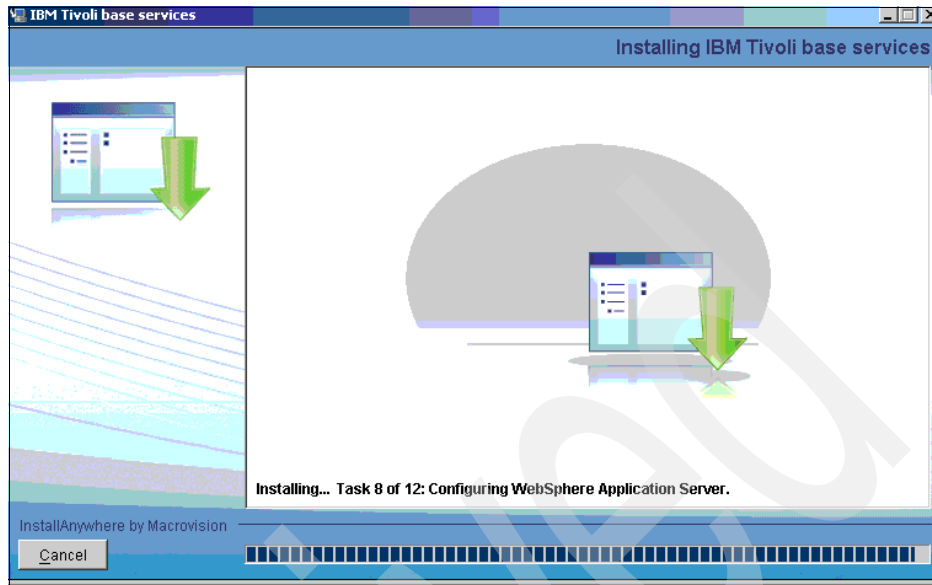 IBM Tivoli base services
Installing IBM Tivoli base services
Installing... Task 8 of 12: Configuring WebSphere Application Server.
InstallAnywhere by Macrovision
Cancel